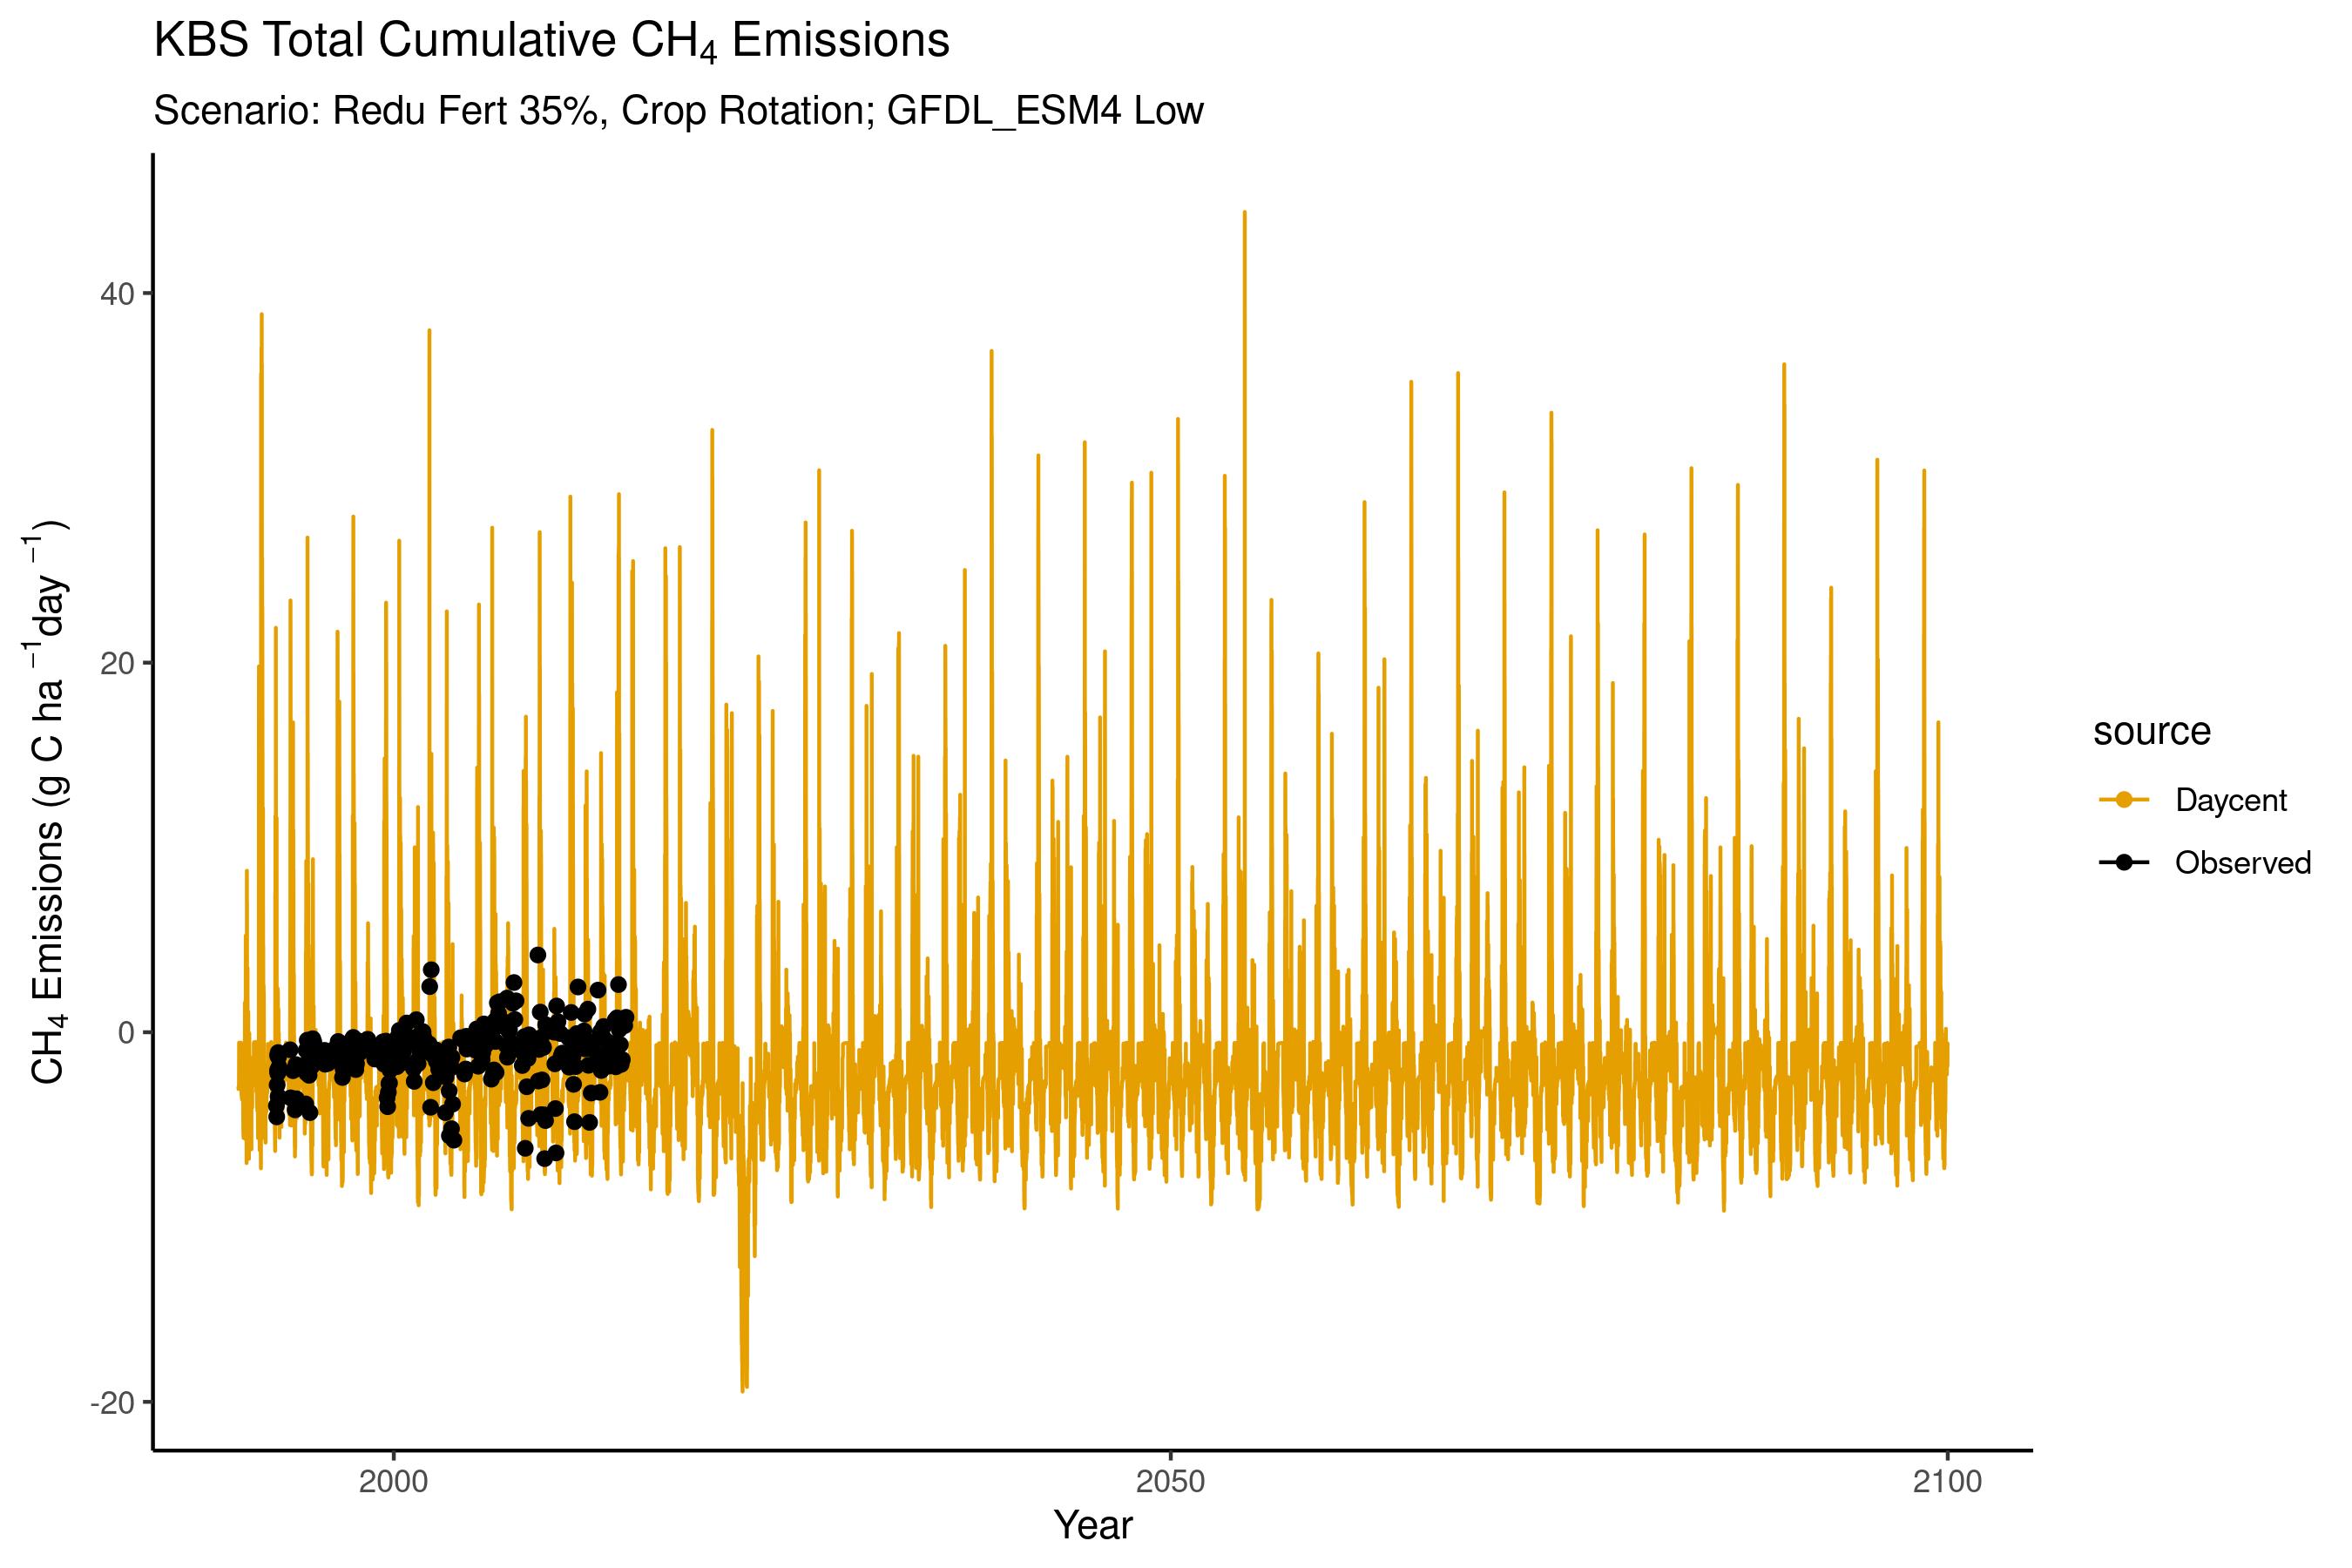 KBS Total Cumulative CH₄ Emissions
Scenario: Redu Fert 35%, Crop Rotation; GFDL_ESM4 Low
CH₄ Emissions (g C ha ⁻¹day ⁻¹)
40
20
0
-20
2000
2050
2100
Year
source
Daycent
Observed